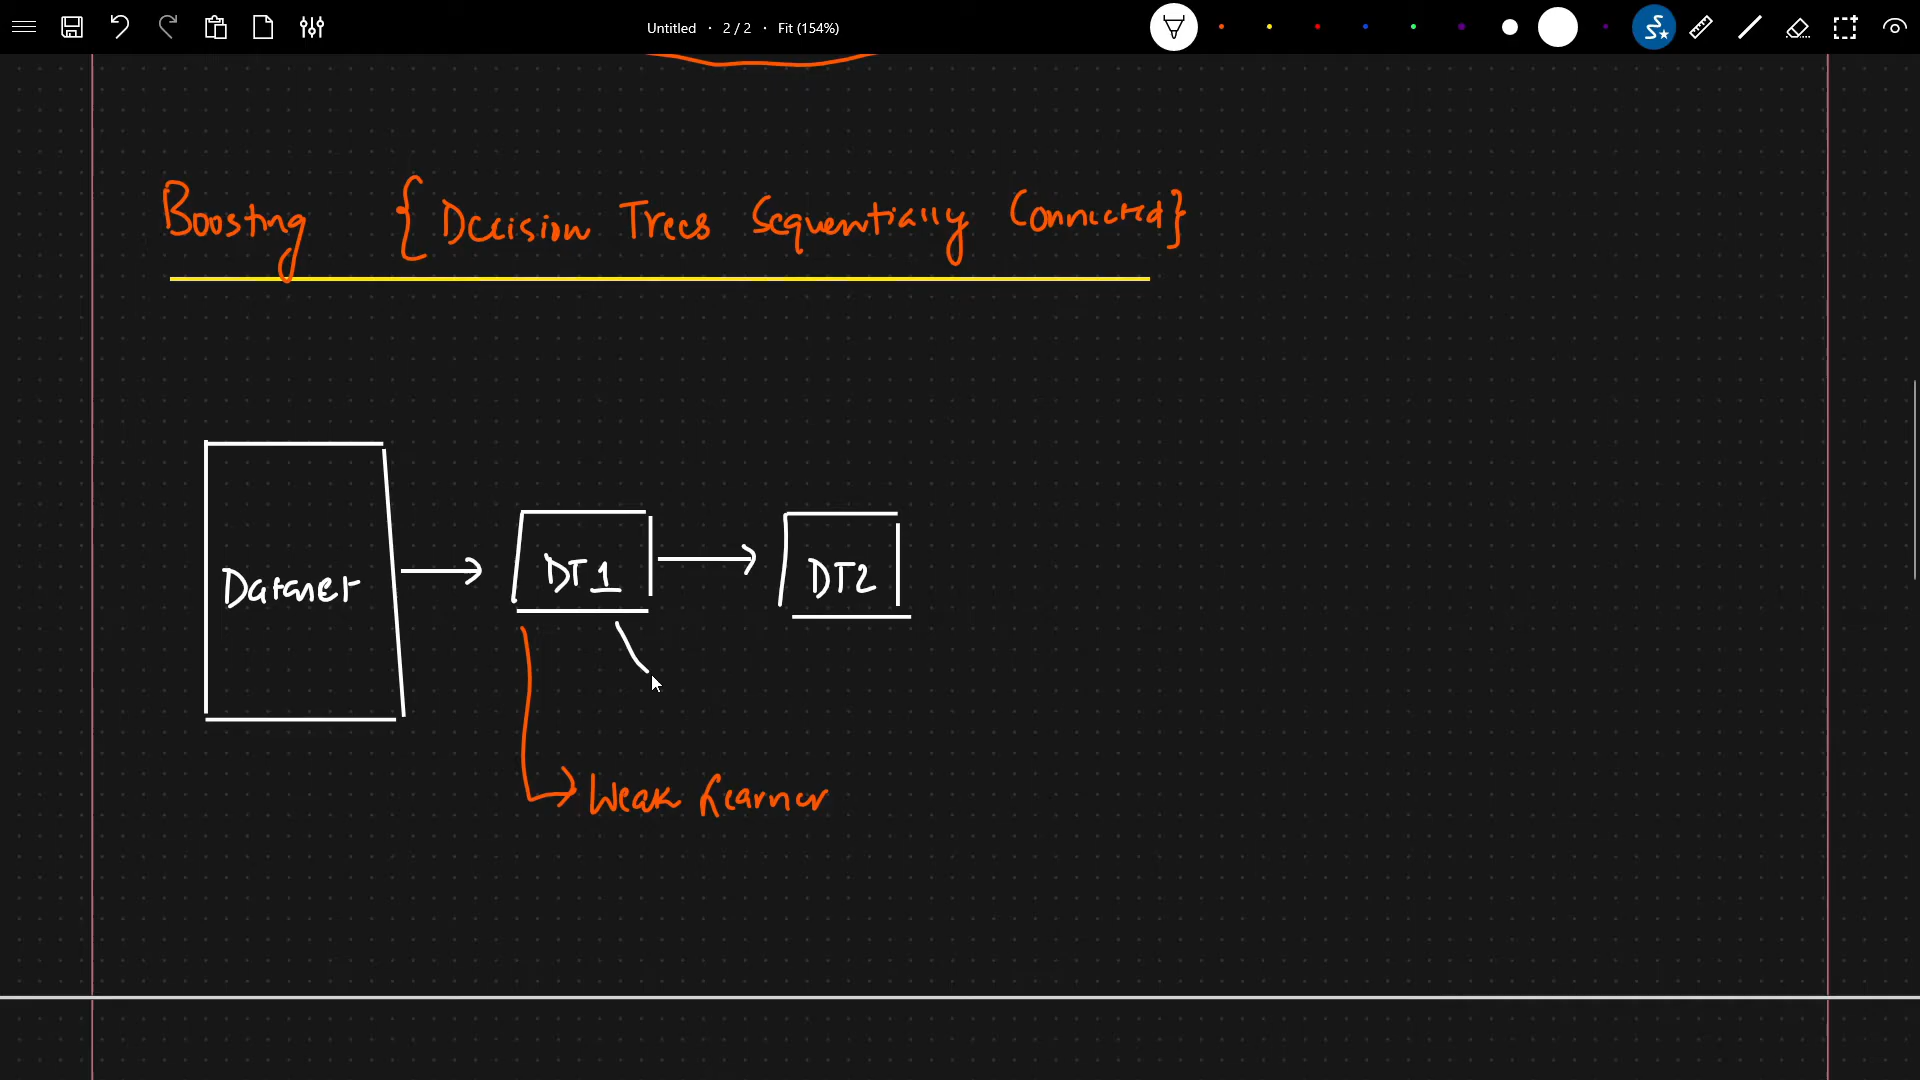 Untitled · 2 / 2 · Fit (154%)
Boosting { Decision Trees Sequentially Connected}
Dataset
DT1
DT2
Weak Learner